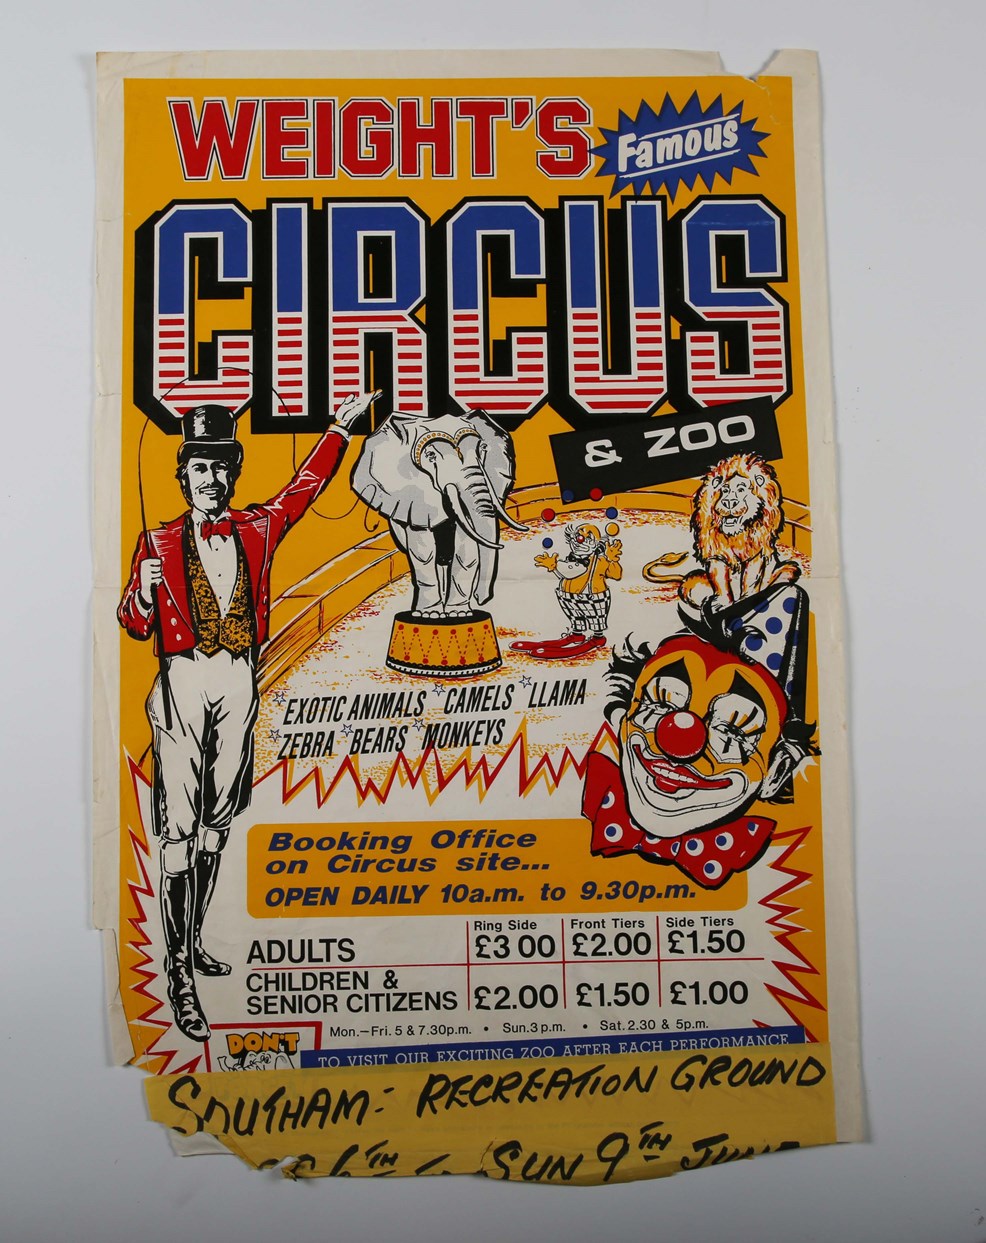 WEIGHT'S
Famous
CIRCUS
& ZOO
EXOTIC ANIMALS CAMELS LLAMA
ZEBRA BEARS MONKEYS
Booking Office
on Circus site...
OPEN DAILY 10a.m. to 9.30p.m.
Ring Side Front Tiers Side Tiers
ADULTS £3 00 £2.00 £1.50
CHILDREN &
SENIOR CITIZENS £2.00 £1.50 £1.00
Mon.–Fri. 5 & 7.30p.m. • Sun. 3 p.m. • Sat. 2.30 & 5p.m.
DON'T
TO VISIT OUR EXCITING ZOO AFTER EACH PERFORMANCE
SOUTHAM:- RECREATION GROUND
6TH SUN 9TH